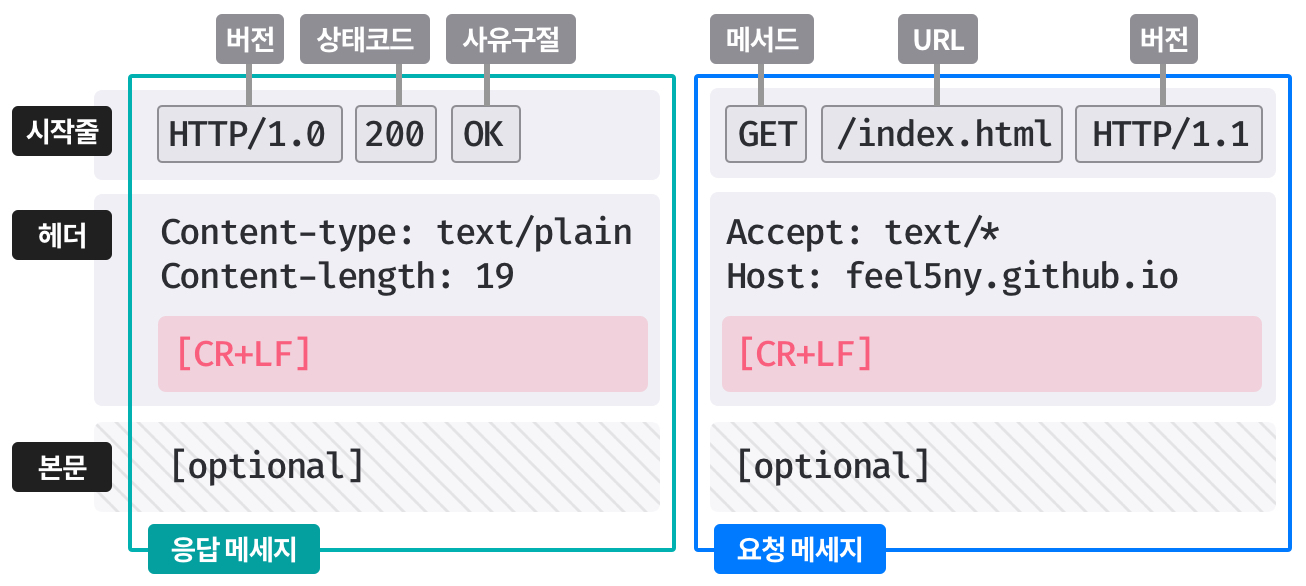 버전 상태코드 사유구절 메서드 URL 버전
시작줄 HTTP/1.0 200 OK GET /index.html HTTP/1.1
헤더 Content-type: text/plain Accept: text/*
Content-length: 19 Host: feel5ny.github.io
[CR+LF] [CR+LF]
본문 [optional] [optional]
응답 메세지 요청 메세지